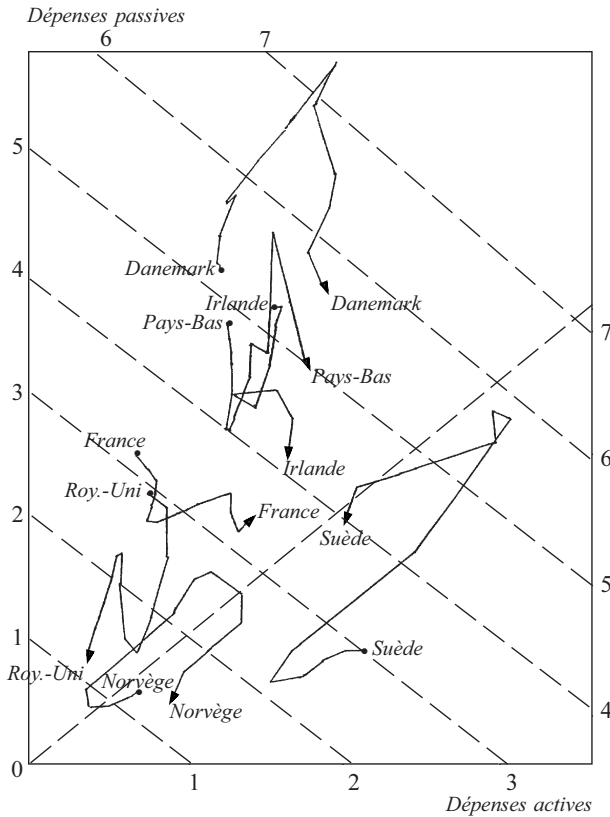 Dépenses passives
6
7
5
Danemark
4
Irlande
Danemark
Pays-Bas
7
Pays-Bas
3
France
6
Irlande
Roy.-Uni
France
2
Suède
5
1
Suède
Roy.-Uni
Norvège
Norvège
4
0
1
2
3
Dépenses actives